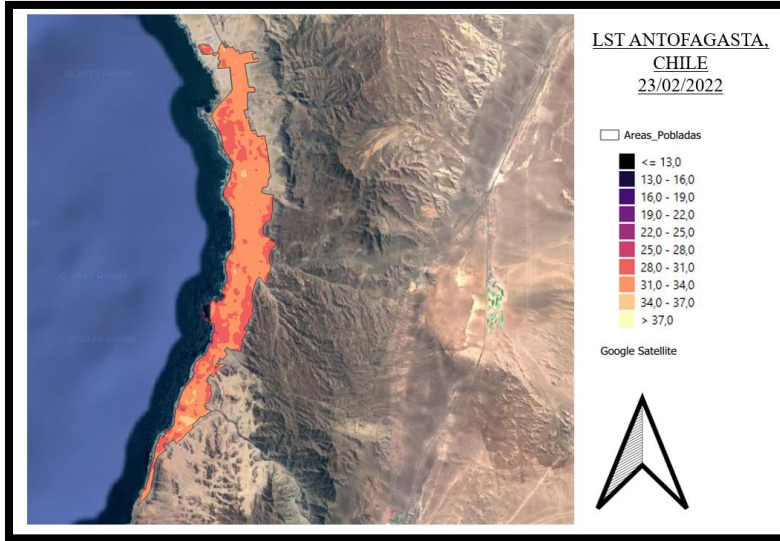 LST ANTOFAGASTA,
CHILE
23/02/2022
Areas_Pobladas
<= 13,0
13,0 - 16,0
16,0 - 19,0
19,0 - 22,0
22,0 - 25,0
25,0 - 28,0
28,0 - 31,0
31,0 - 34,0
34,0 - 37,0
> 37,0
Google Satellite